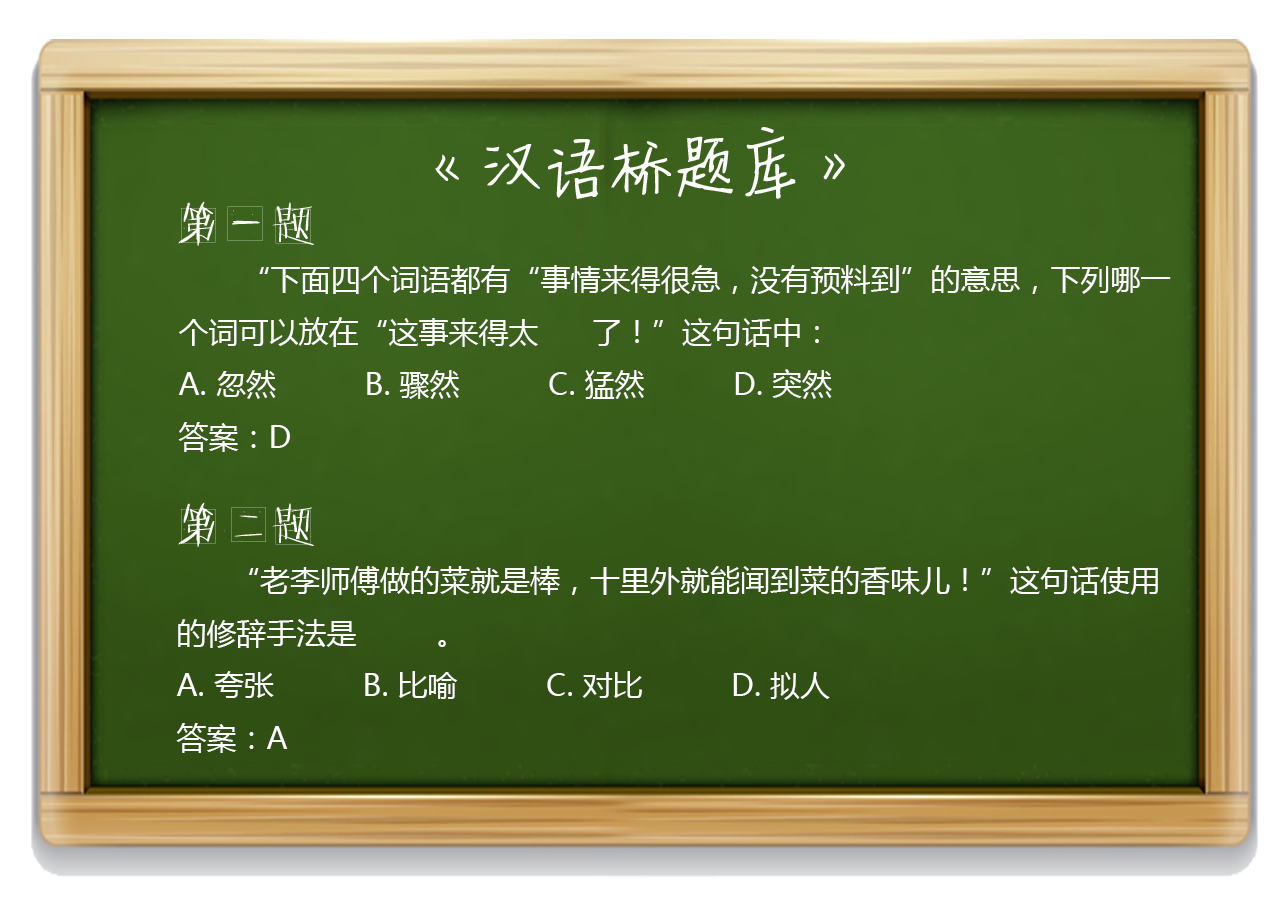 《汉语桥题库》
第一题
“下面四个词语都有“事情来得很急，没有预料到”的意思，下列哪一
个词可以放在“这事来得太　　了！”这句话中：
A. 忽然　　　B. 骤然　　　C. 猛然　　　D. 突然
答案：D
第二题
“老李师傅做的菜就是棒，十里外就能闻到菜的香味儿！”这句话使用
的修辞手法是　　　。
A. 夸张　　　B. 比喻　　　C. 对比　　　D. 拟人
答案：A